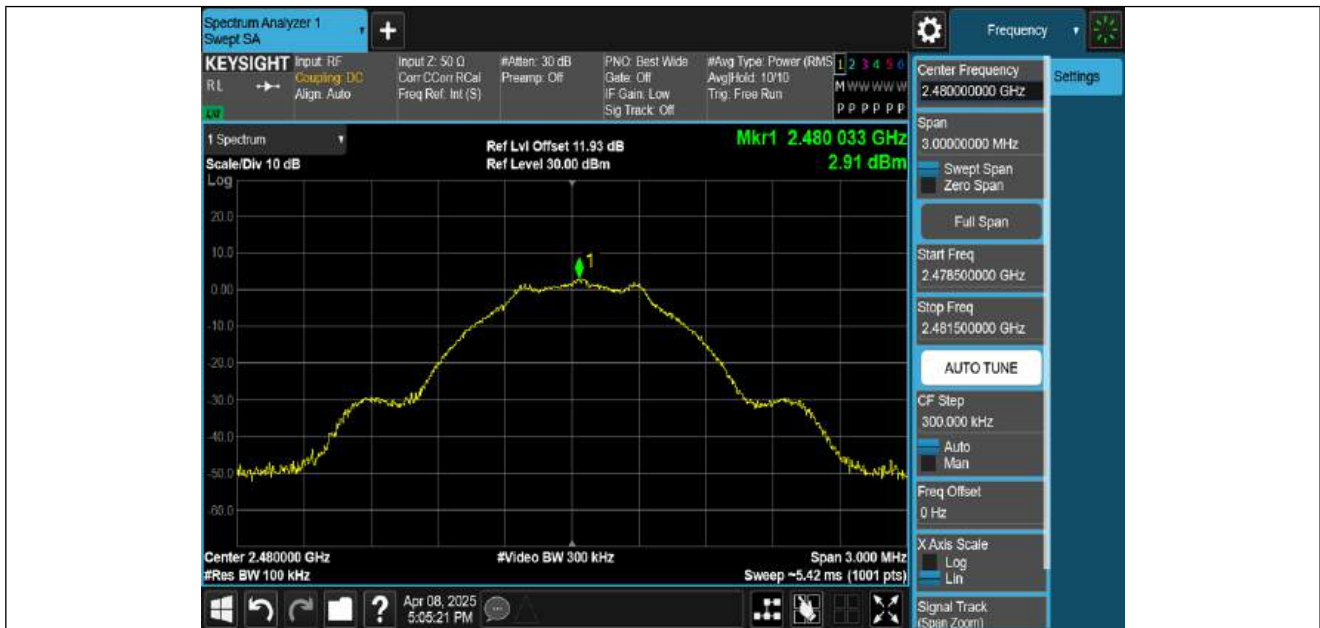 Spectrum Analyzer 1
Swept SA
Frequency
KEYSIGHT
RL
Input: RF
Coupling: DC
Align: Auto
Input Z: 50 Ω
Corr CCorr RCal
Freq Ref: Int (S)
#Atten: 30 dB
Preamp: Off
PNO: Best Wide
Gate: Off
IF Gain: Low
Sig Track: Off
#Avg Type: Power (RMS
Avg|Hold: 10/10
Trig: Free Run
1 2 3 4 5 6
M W W W W W
P P P P P P
1 Spectrum
Scale/Div 10 dB
Ref Lvl Offset 11.93 dB
Ref Level 30.00 dBm
Mkr1 2.480 033 GHz
2.91 dBm
Log
20.0
10.0
0.00
-10.0
-20.0
-30.0
-40.0
-50.0
-60.0
1
Center 2.480000 GHz
#Res BW 100 kHz
#Video BW 300 kHz
Span 3.000 MHz
Sweep ~5.42 ms (1001 pts)
Apr 08, 2025
5:05:21 PM
Center Frequency
2.480000000 GHz
Settings
Span
3.00000000 MHz
Swept Span
Zero Span
Full Span
Start Freq
2.478500000 GHz
Stop Freq
2.481500000 GHz
AUTO TUNE
CF Step
300.000 kHz
Auto
Man
Freq Offset
0 Hz
X Axis Scale
Log
Lin
Signal Track
(Span Zoom)